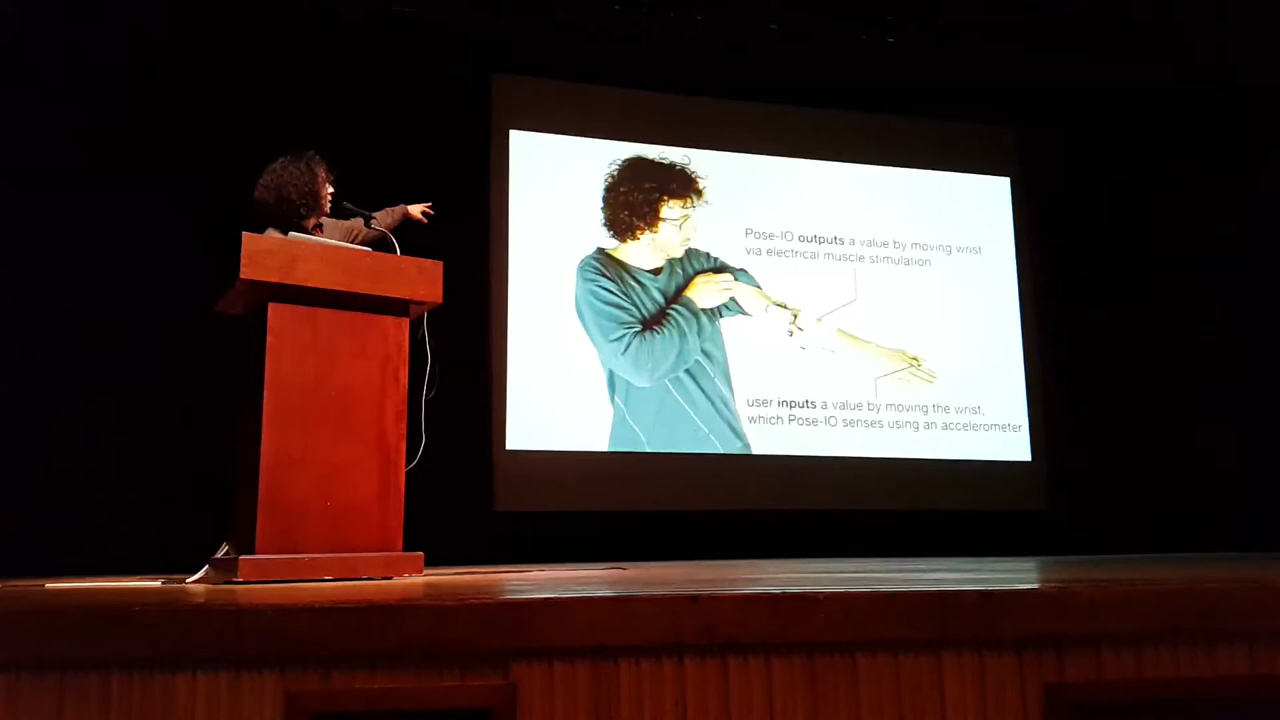 Pose-IO outputs a value by moving wrist
via electrical muscle stimulation
user inputs a value by moving the wrist,
which Pose-IO senses using an accelerometer